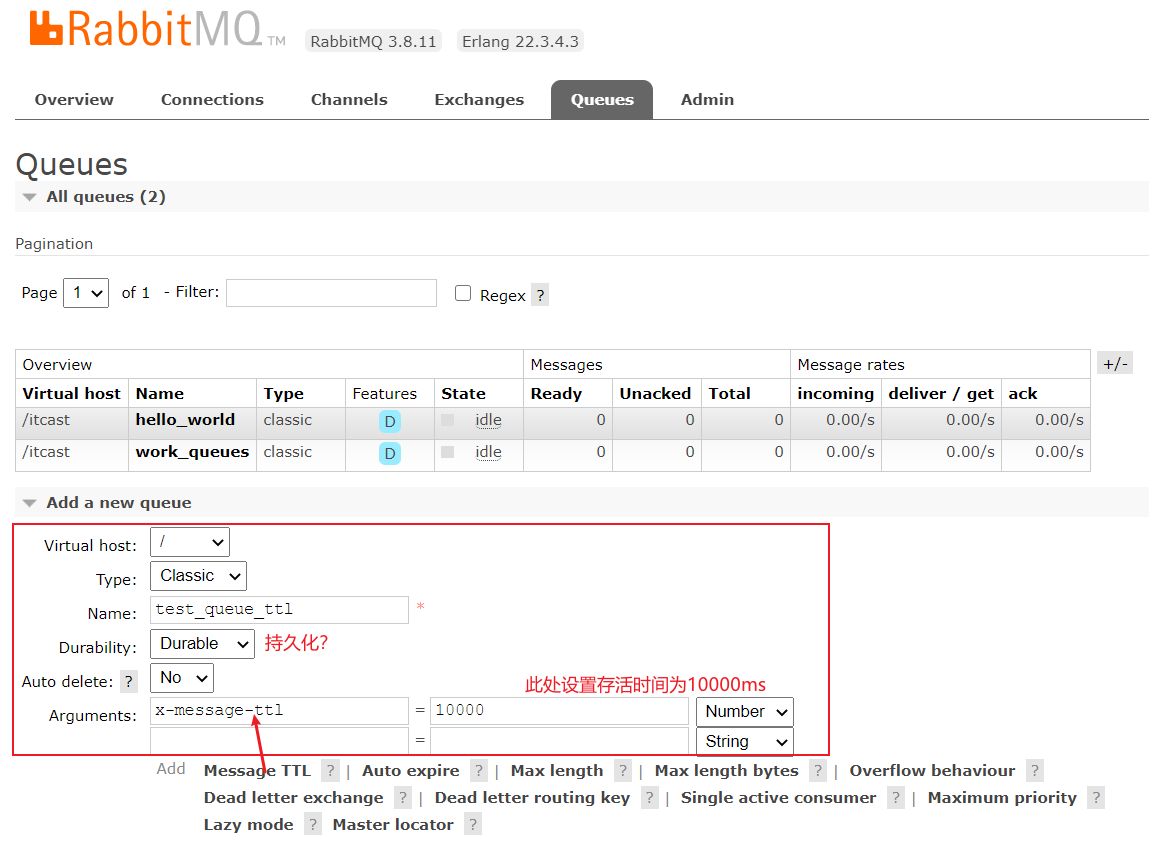 RabbitMQ TM RabbitMQ 3.8.11 Erlang 22.3.4.3
Overview Connections Channels Exchanges Queues Admin
Queues
All queues (2)
Pagination
Page 1 of 1 - Filter: Regex ?
Overview Messages Message rates +/-
Virtual host Name Type Features State Ready Unacked Total incoming deliver / get ack
/itcast hello_world classic D idle 0 0 0 0.00/s 0.00/s 0.00/s
/itcast work_queues classic D idle 0 0 0 0.00/s 0.00/s 0.00/s
Add a new queue
Virtual host: /
Type: Classic
Name: test_queue_ttl *
Durability: Durable 持久化?
Auto delete: ? No
此处设置存活时间为10000ms
Arguments: x-message-ttl = 10000 Number
= String
Add Message TTL ? | Auto expire ? | Max length ? | Max length bytes ? | Overflow behaviour ?
Dead letter exchange ? | Dead letter routing key ? | Single active consumer ? | Maximum priority ?
Lazy mode ? Master locator ?